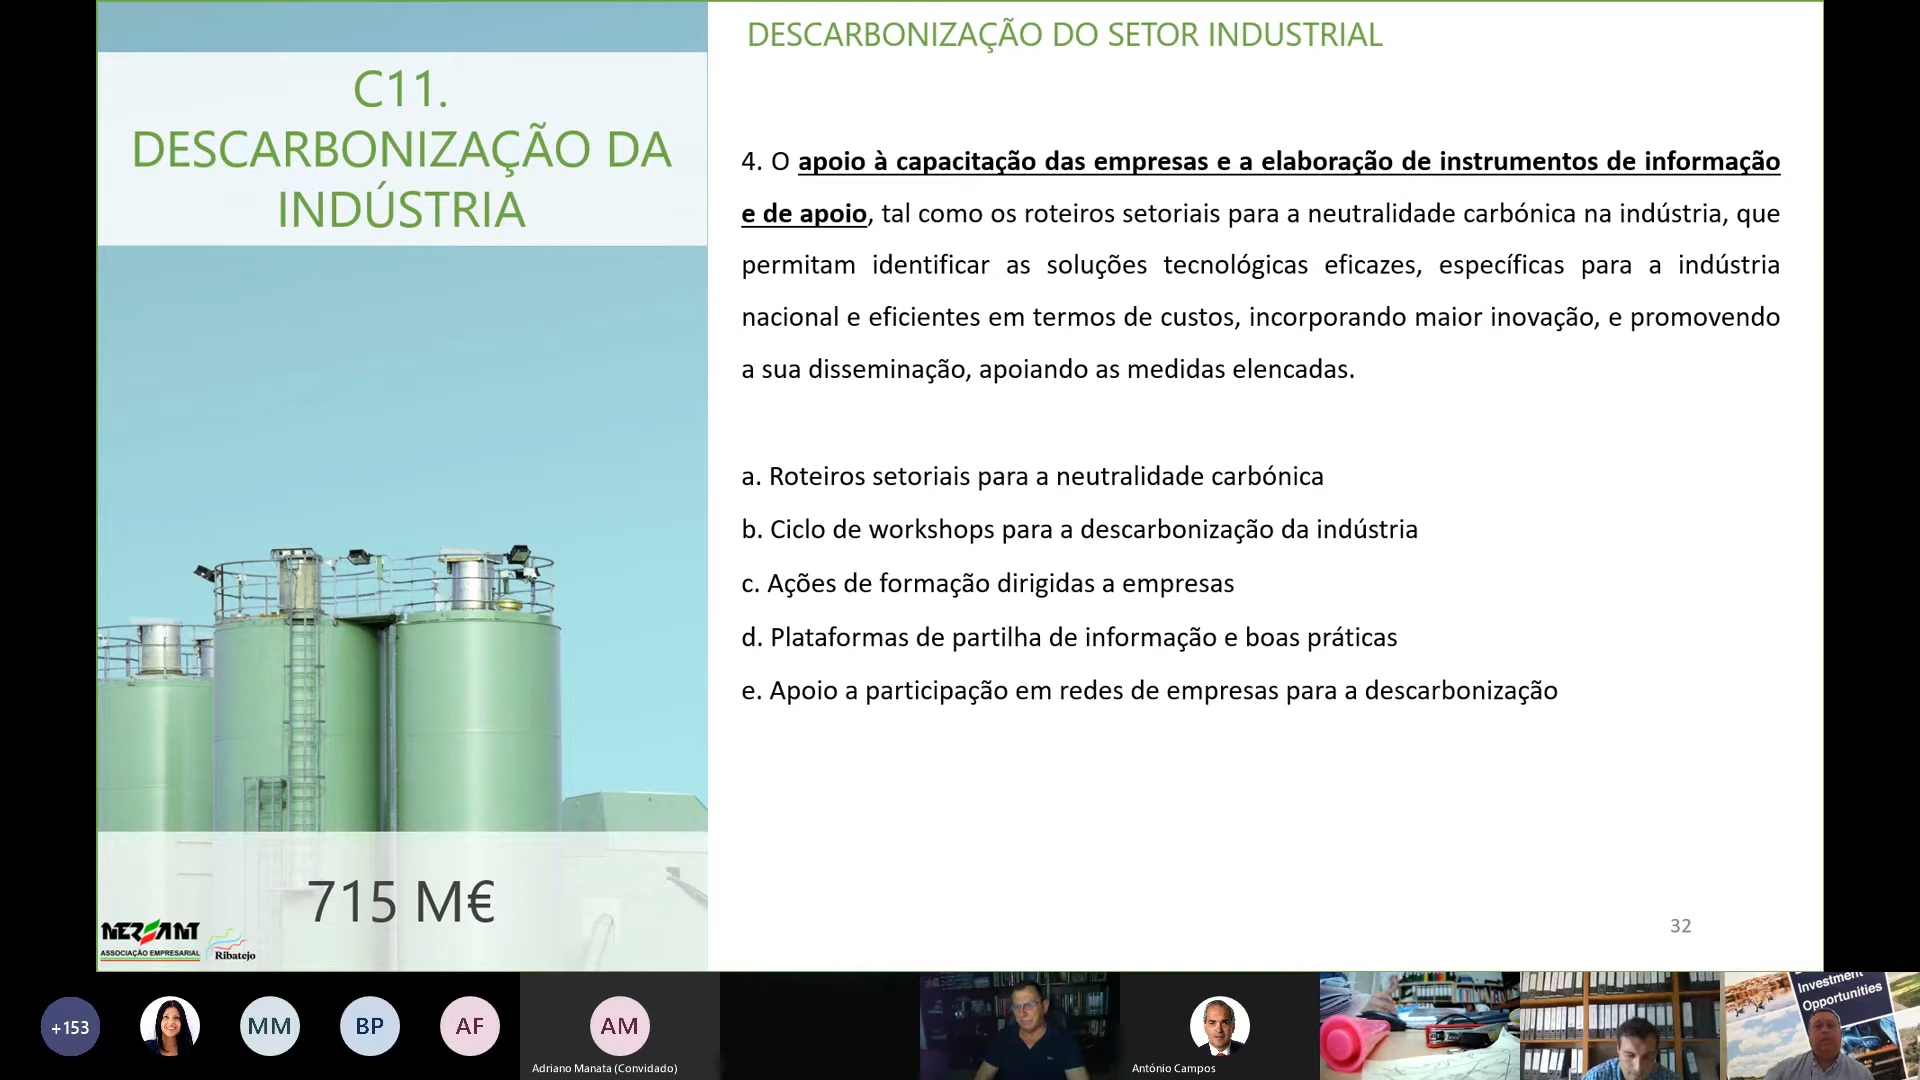 C11.
DESCARBONIZAÇÃO DA
INDÚSTRIA
715 M€
NERSANT
ASSOCIAÇÃO EMPRESARIAL
Ribatejo
DESCARBONIZAÇÃO DO SETOR INDUSTRIAL
4. O apoio à capacitação das empresas e a elaboração de instrumentos de informação
e de apoio, tal como os roteiros setoriais para a neutralidade carbónica na indústria, que
permitam identificar as soluções tecnológicas eficazes, específicas para a indústria
nacional e eficientes em termos de custos, incorporando maior inovação, e promovendo
a sua disseminação, apoiando as medidas elencadas.
a. Roteiros setoriais para a neutralidade carbónica
b. Ciclo de workshops para a descarbonização da indústria
c. Ações de formação dirigidas a empresas
d. Plataformas de partilha de informação e boas práticas
e. Apoio a participação em redes de empresas para a descarbonização
32
+153
MM
BP
AF
AM
Adriano Manata (Convidado)
António Campos
Investment
Opportunities